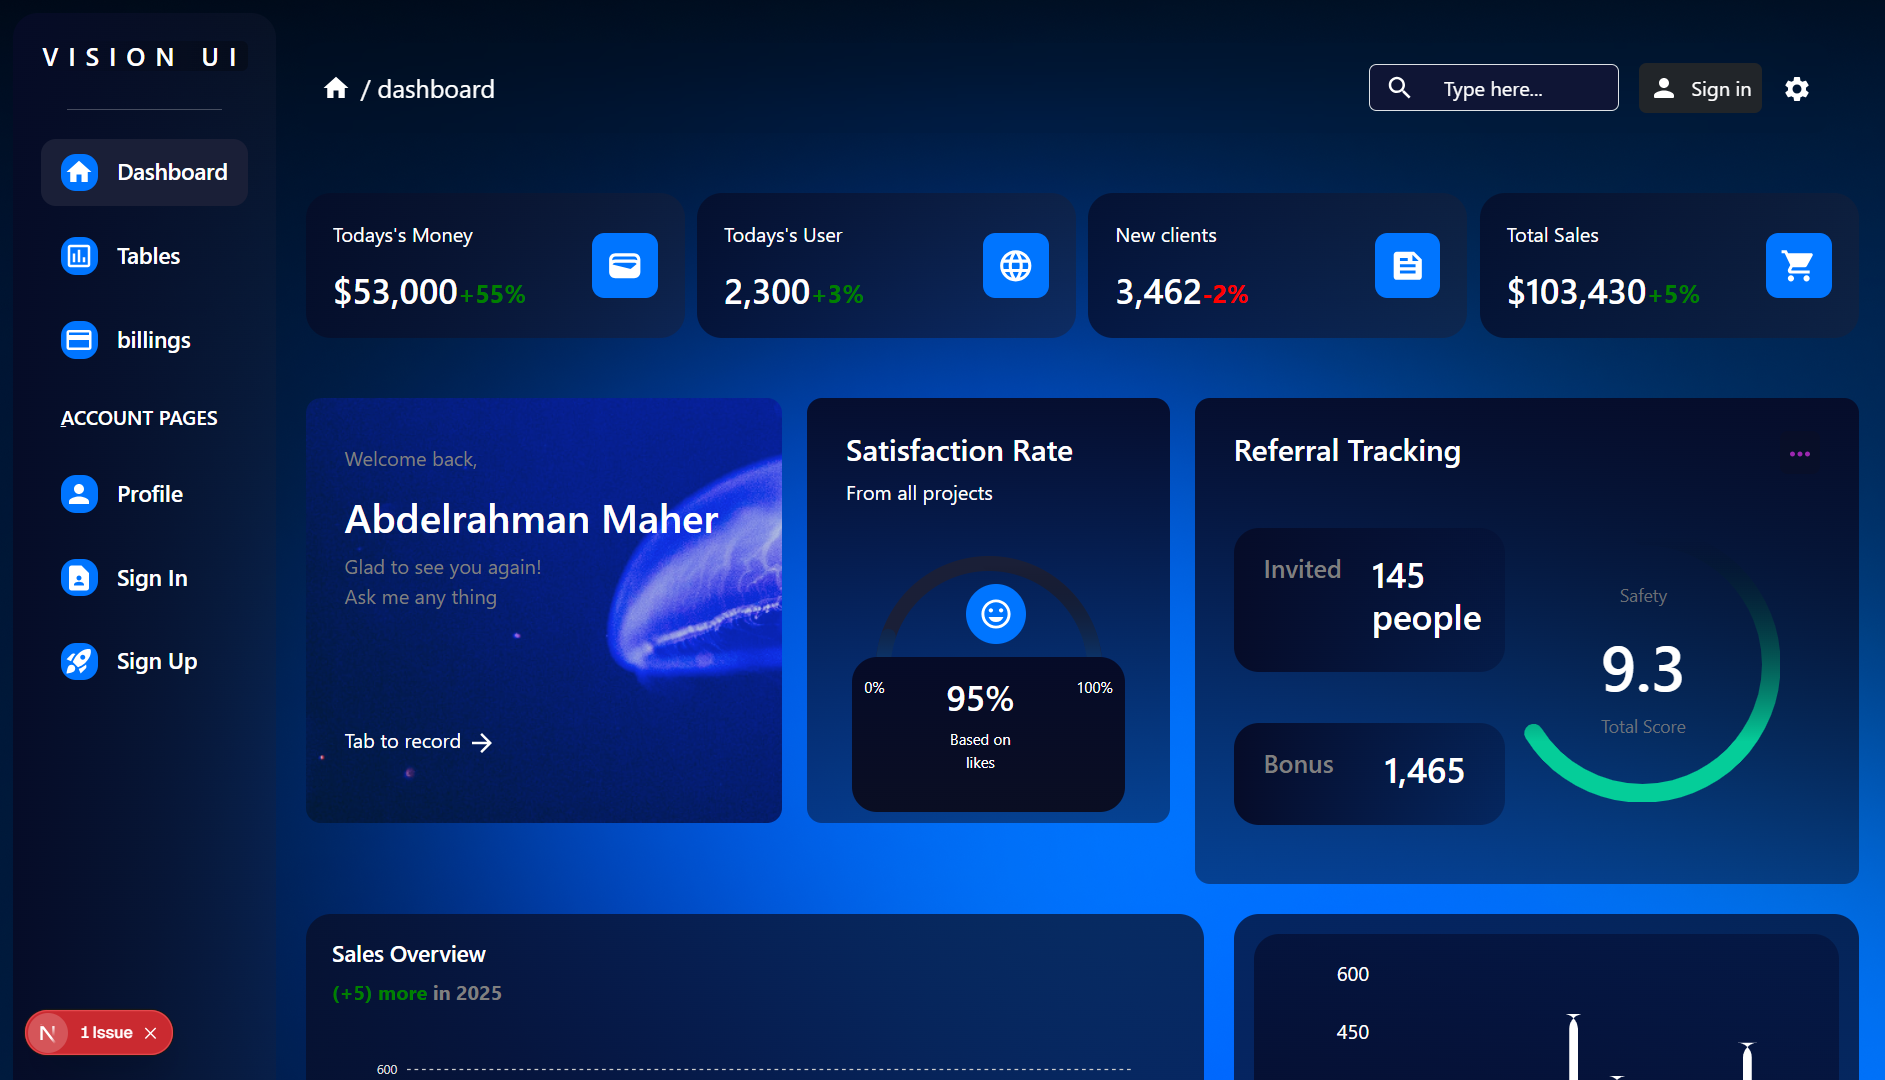 VISION UI
Dashboard
Tables
billings
ACCOUNT PAGES
Profile
Sign In
Sign Up
N 1 Issue
/ dashboard
Type here...
Sign in
Todays's Money
$53,000+55%
Todays's User
2,300+3%
New clients
3,462-2%
Total Sales
$103,430+5%
Welcome back,
Abdelrahman Maher
Glad to see you again!
Ask me any thing
Tab to record
Satisfaction Rate
From all projects
0%
95%
100%
Based on
likes
Referral Tracking
Invited
145
people
Bonus
1,465
Safety
9.3
Total Score
Sales Overview
(+5) more in 2025
600
600
450